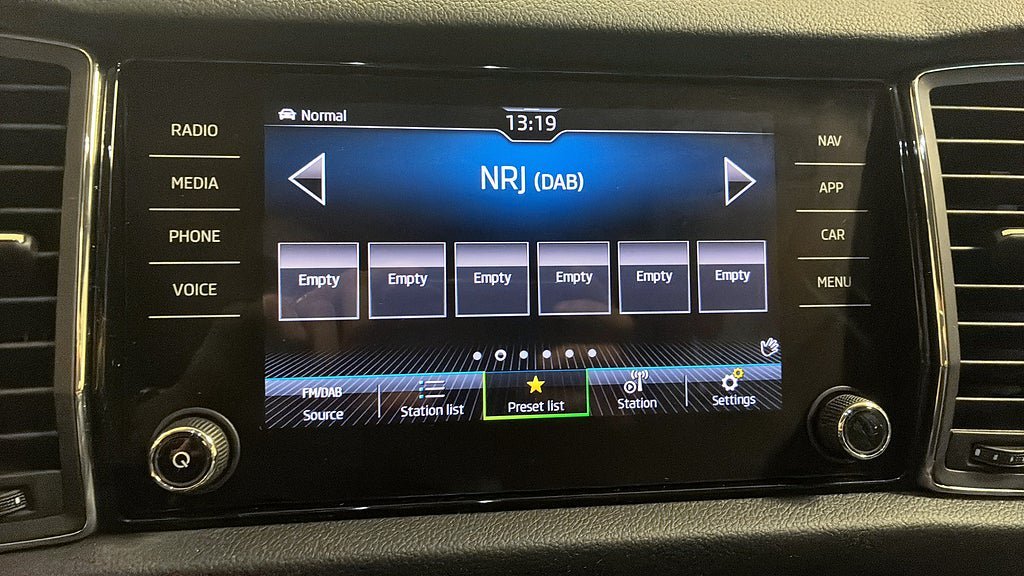 RADIO
MEDIA
PHONE
VOICE
Normal
13:19
NRJ (DAB)
Empty Empty Empty Empty Empty Empty
FM/DAB
Source
Station list
Preset list
Station
Settings
NAV
APP
CAR
MENU